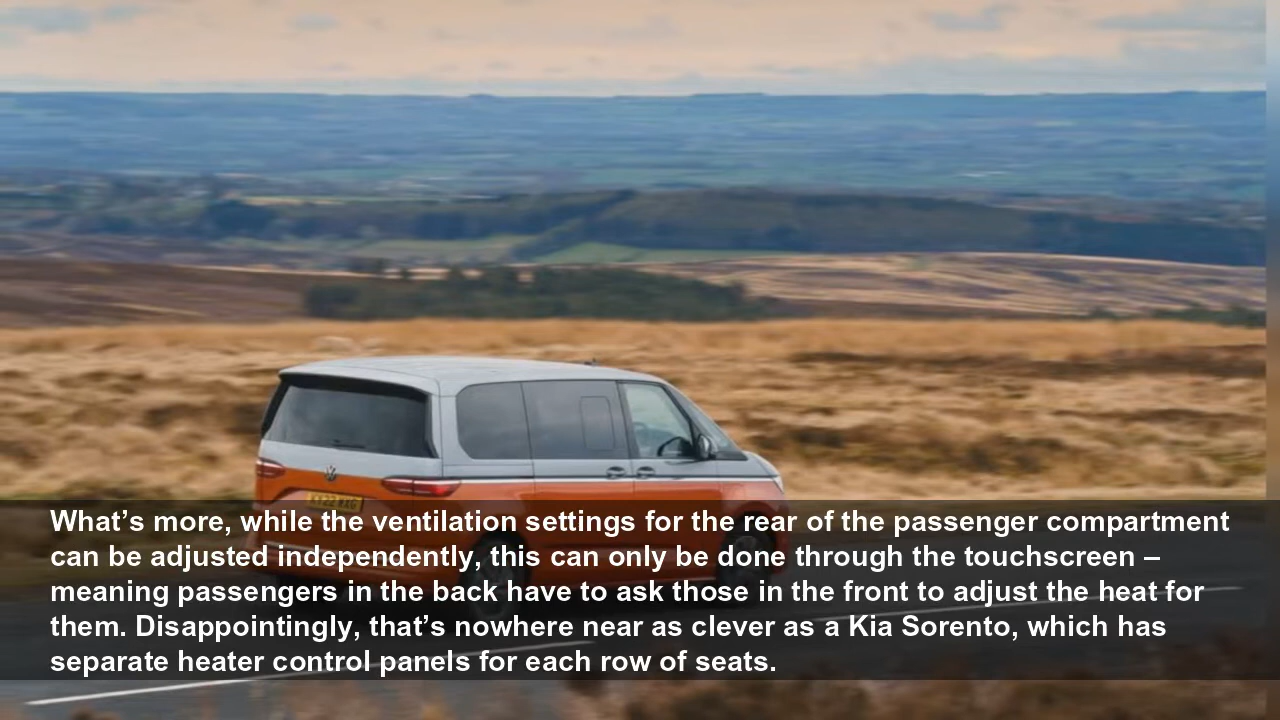 What’s more, while the ventilation settings for the rear of the passenger compartment
can be adjusted independently, this can only be done through the touchscreen –
meaning passengers in the back have to ask those in the front to adjust the heat for
them. Disappointingly, that’s nowhere near as clever as a Kia Sorento, which has
separate heater control panels for each row of seats.